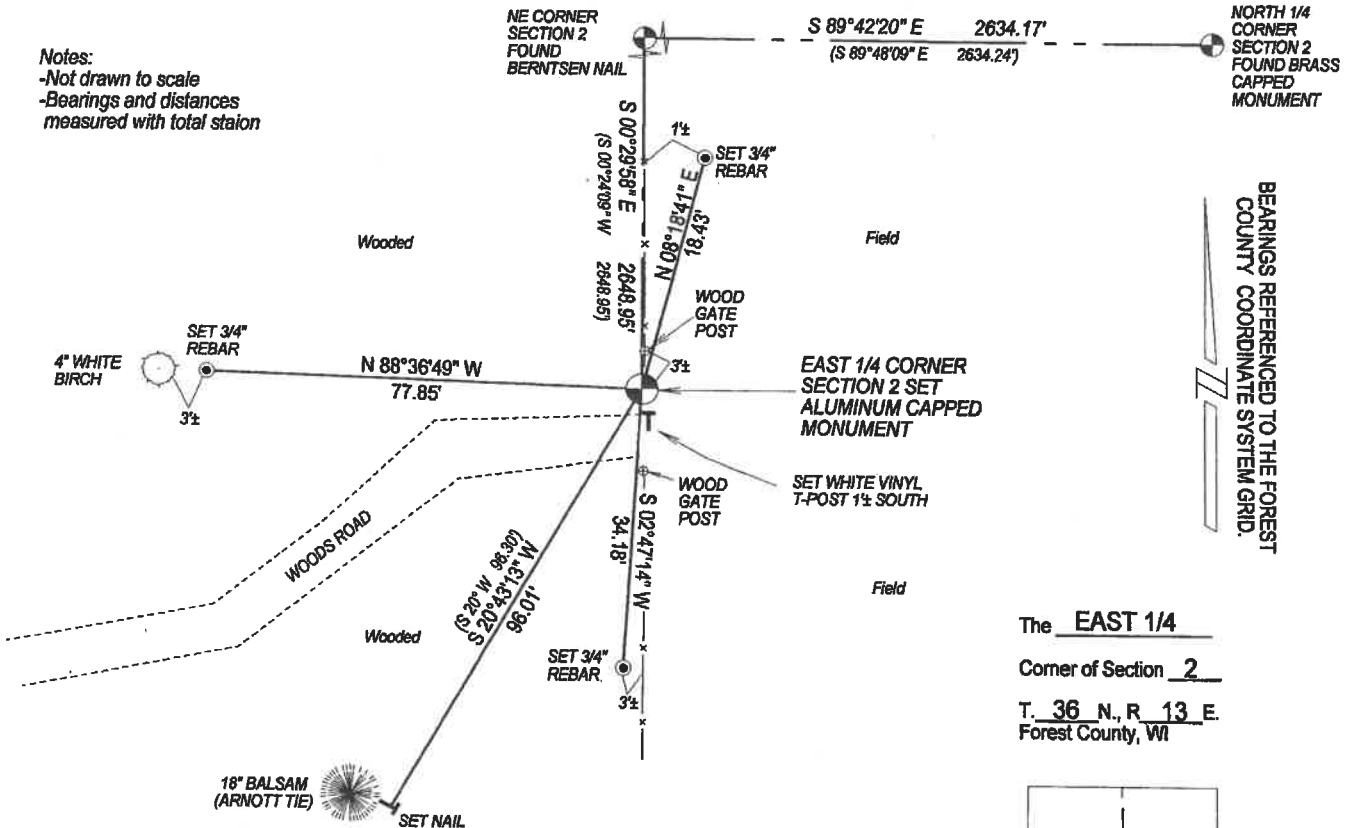 Notes:
-Not drawn to scale
-Bearings and distances
measured with total staion
NE CORNER
SECTION 2
FOUND
BERNTSEN NAIL
S 89°42'20" E 2634.17'
(S 89°48'09" E 2634.24')
NORTH 1/4
CORNER
SECTION 2
FOUND BRASS
CAPPED
MONUMENT
S 00°29'58" E 2648.95'
(S 00°24'09" W 2648.95')
1'±
SET 3/4"
REBAR
N 08°18'41" E
18.43'
Wooded
Field
WOOD
GATE
POST
3'±
4" WHITE
BIRCH
SET 3/4"
REBAR
3'±
N 88°36'49" W
77.85'
EAST 1/4 CORNER
SECTION 2 SET
ALUMINUM CAPPED
MONUMENT
T
SET WHITE VINYL
T-POST 1'± SOUTH
WOOD
GATE
POST
S 02°47'14" W
34.18'
WOODS ROAD
(S 20° W 96.30')
S 20°43'13" W
96.01'
Wooded
Field
SET 3/4"
REBAR
3'±
18" BALSAM
(ARNOTT TIE)
SET NAIL
BEARINGS REFERENCED TO THE FOREST
COUNTY COORDINATE SYSTEM GRID.
The EAST 1/4
Corner of Section 2
T. 36 N., R 13 E.
Forest County, WI